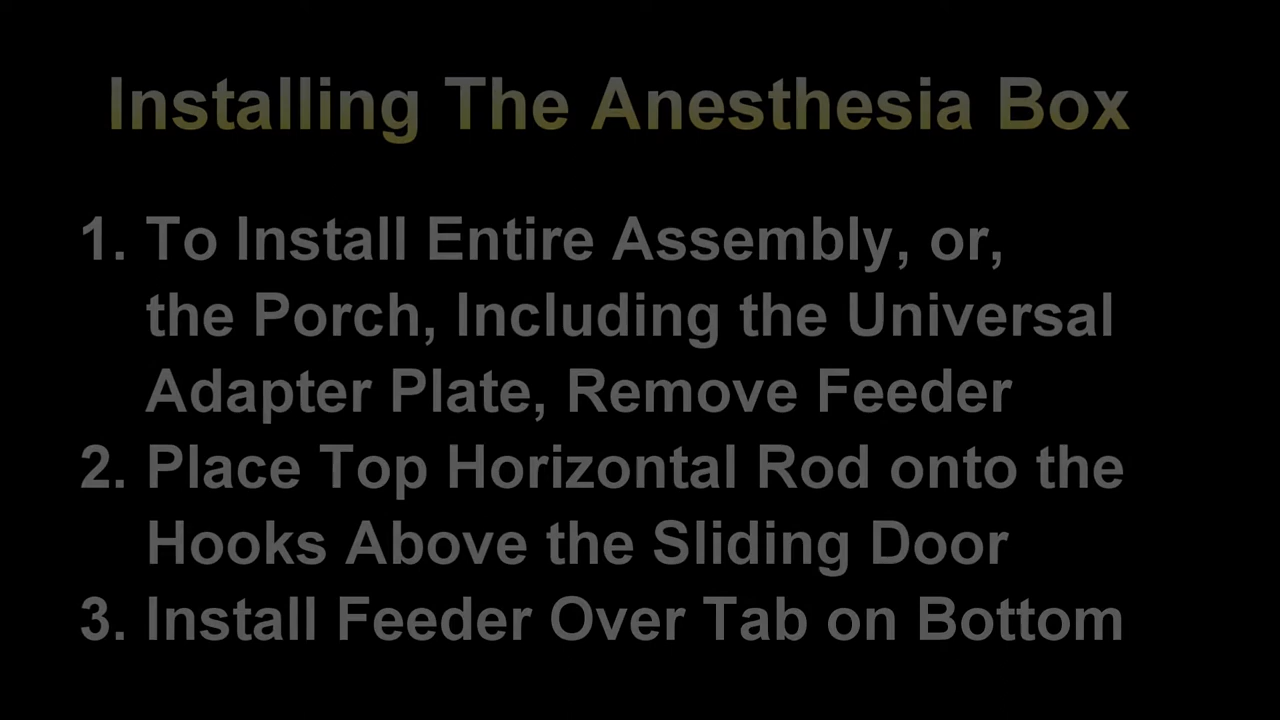 Installing The Anesthesia Box
1. To Install Entire Assembly, or,
the Porch, Including the Universal
Adapter Plate, Remove Feeder
2. Place Top Horizontal Rod onto the
Hooks Above the Sliding Door
3. Install Feeder Over Tab on Bottom